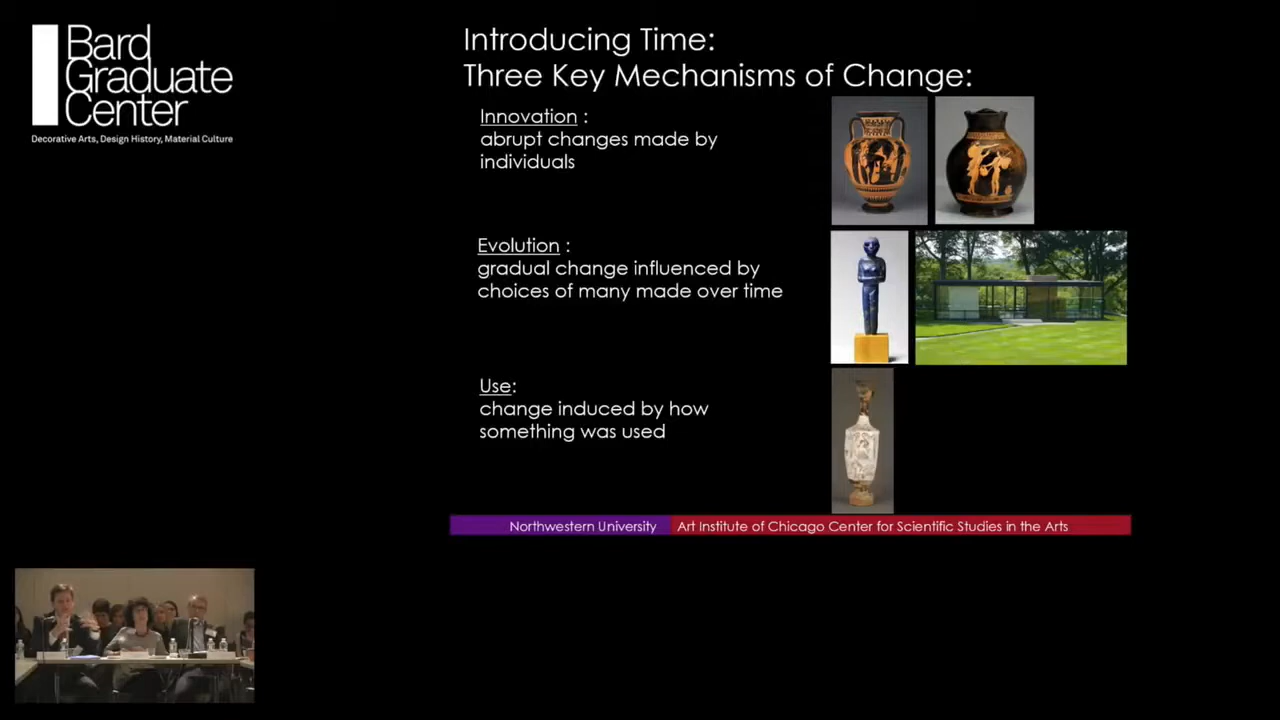 Bard
Graduate
Center
Decorative Arts, Design History, Material Culture
Introducing Time:
Three Key Mechanisms of Change:
Innovation :
abrupt changes made by
individuals
Evolution :
gradual change influenced by
choices of many made over time
Use:
change induced by how
something was used
Northwestern University
Art Institute of Chicago Center for Scientific Studies in the Arts